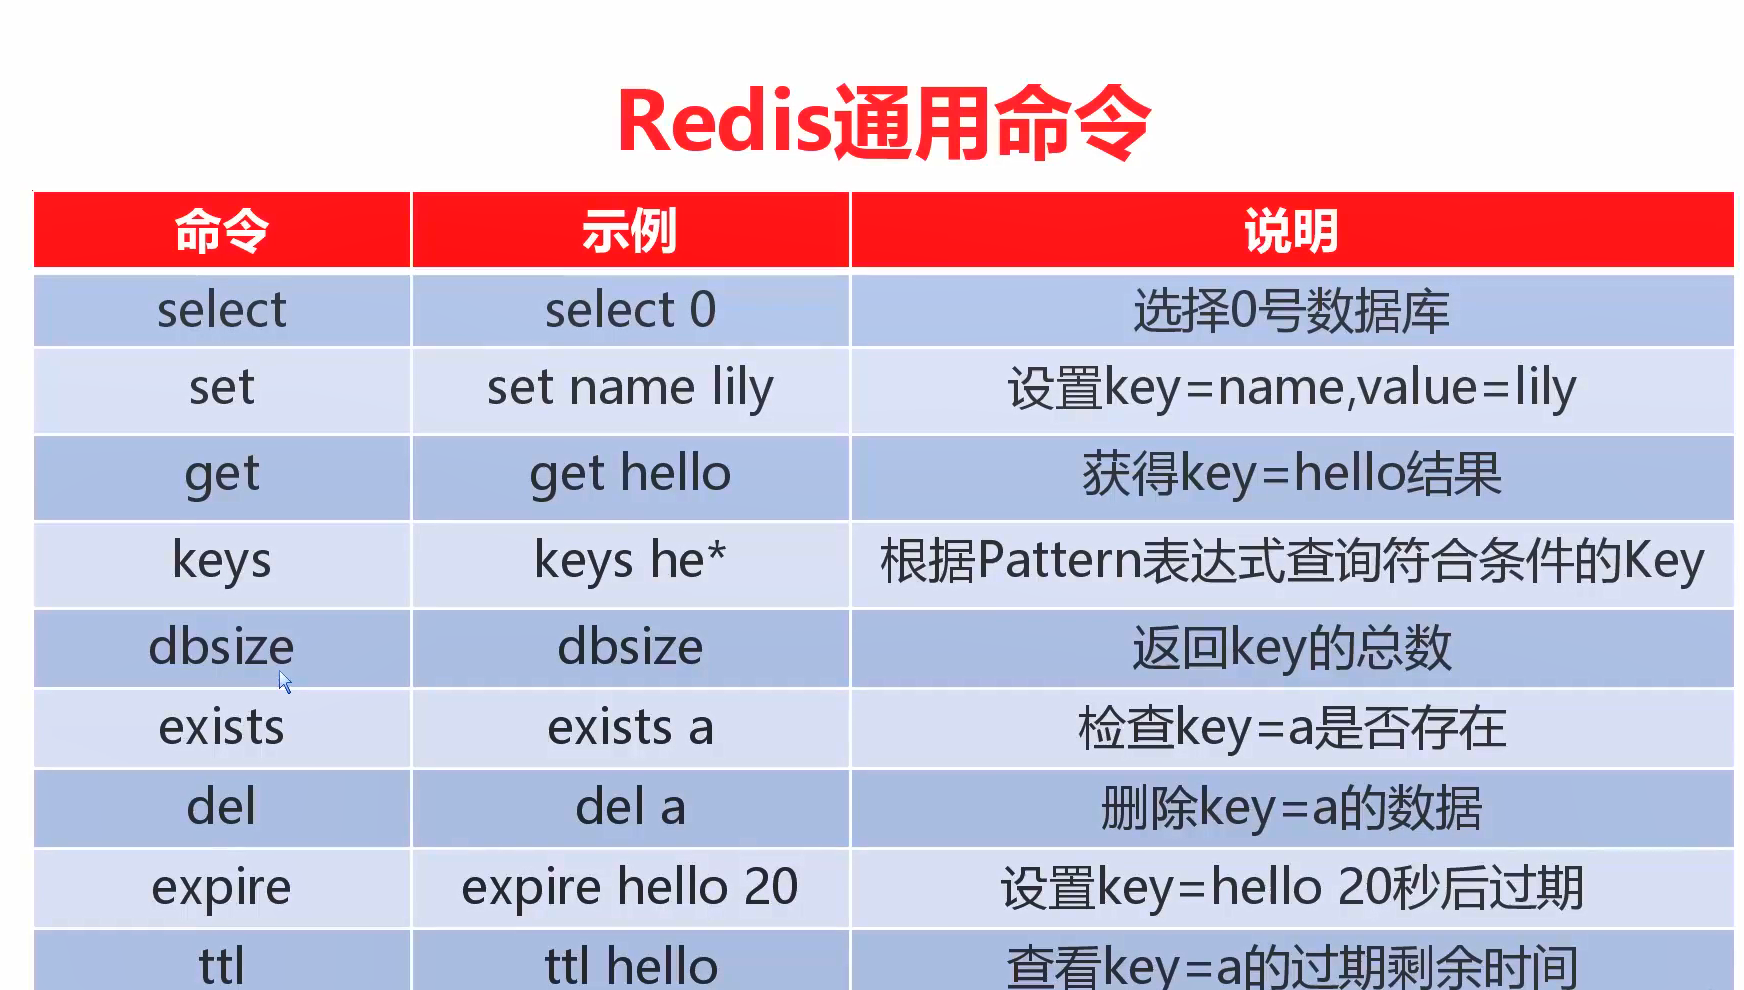 Redis通用命令
命令 示例 说明
select select 0 选择0号数据库
set set name lily 设置key=name,value=lily
get get hello 获得key=hello结果
keys keys he* 根据Pattern表达式查询符合条件的Key
dbsize dbsize 返回key的总数
exists exists a 检查key=a是否存在
del del a 删除key=a的数据
expire expire hello 20 设置key=hello 20秒后过期
ttl ttl hello 查看key=a的过期剩余时间